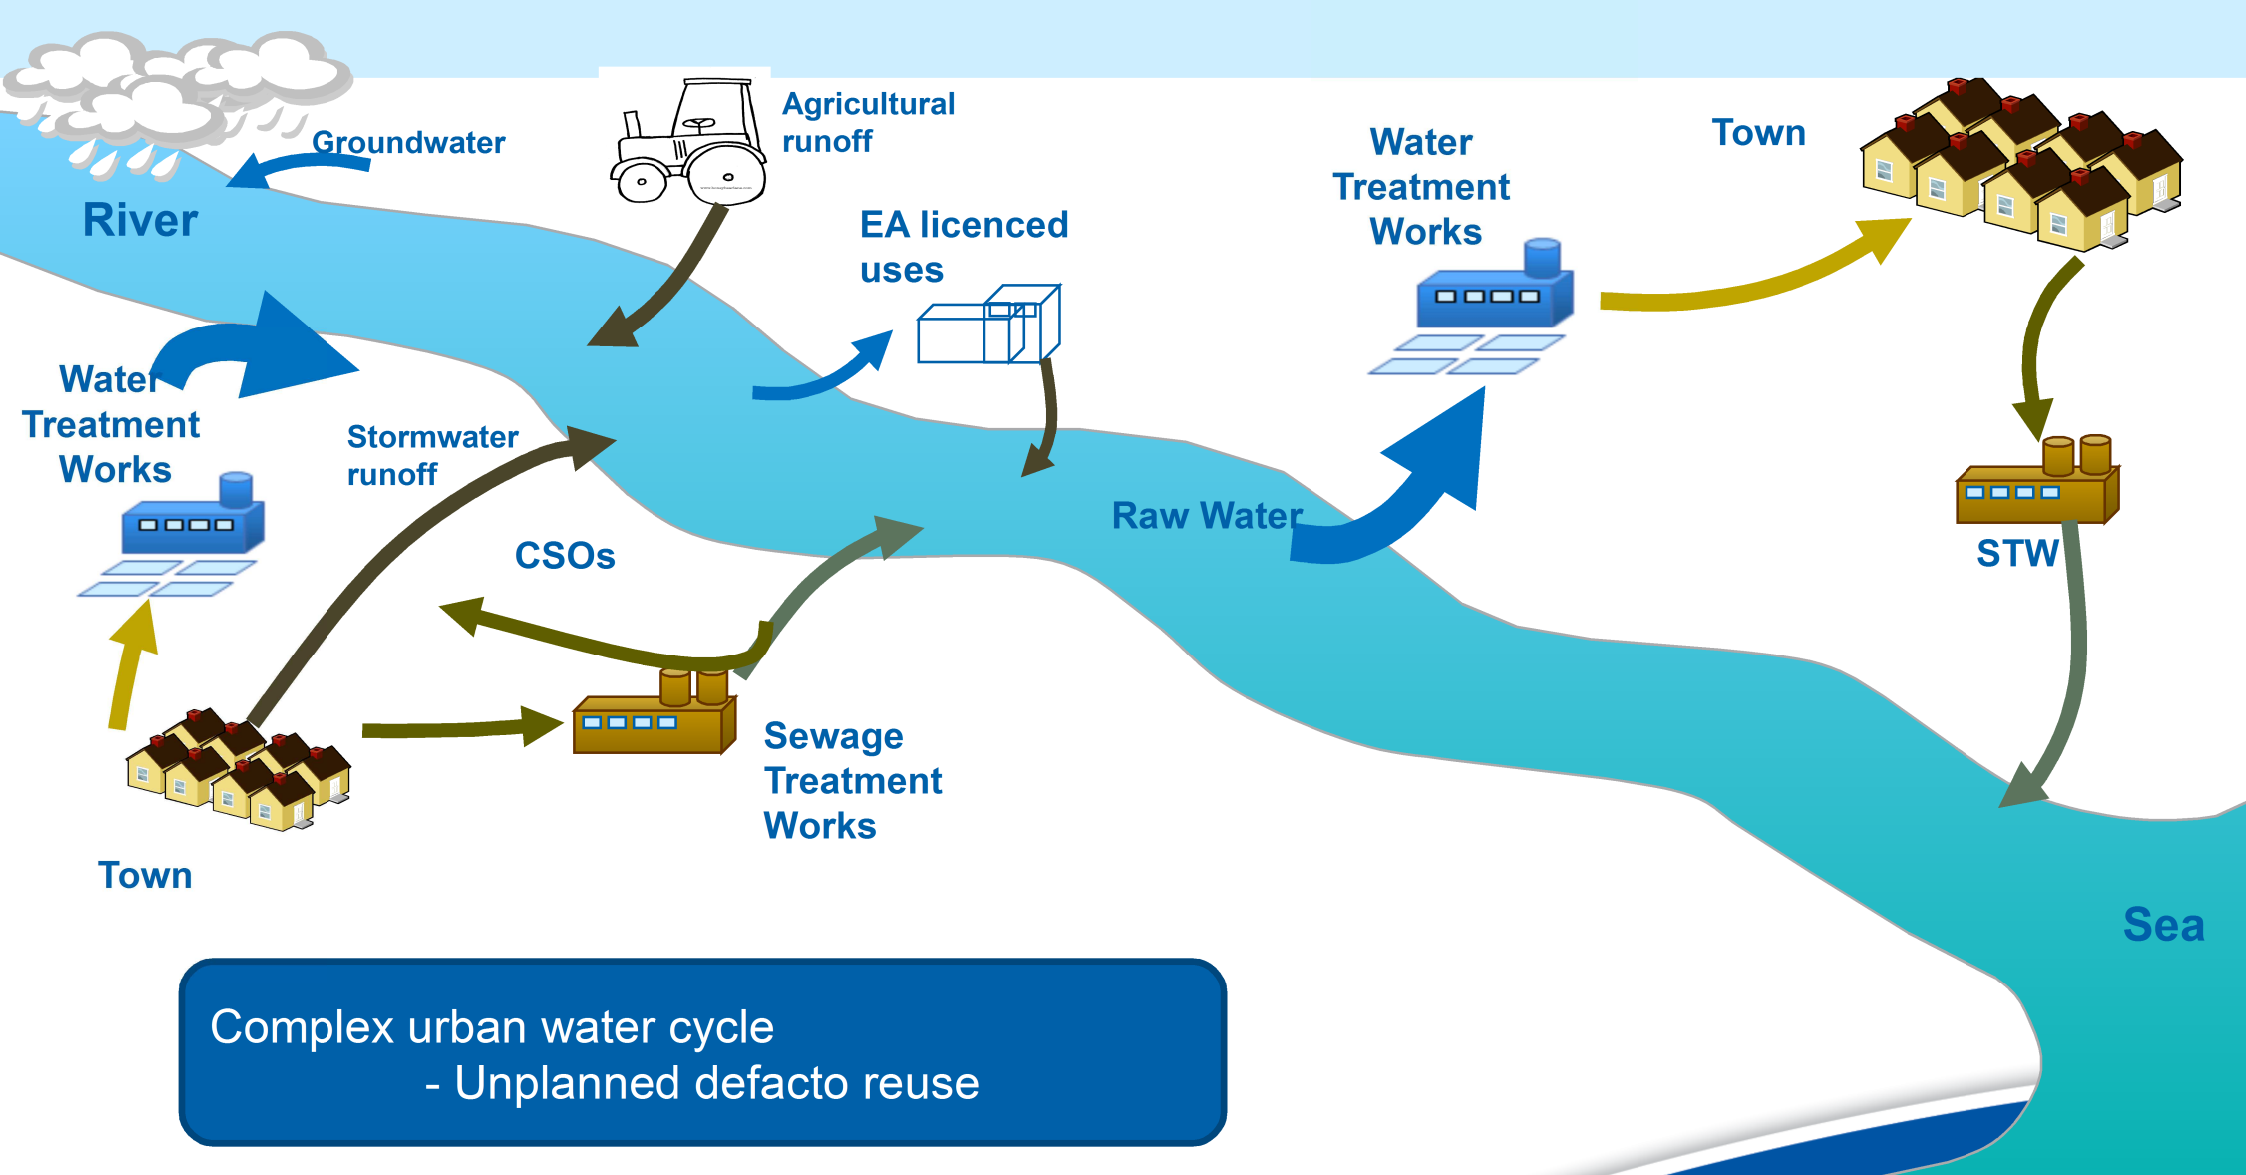 Groundwater
River
Agricultural
runoff
EA licenced
uses
Water
Treatment
Works
Town
Water
Treatment
Works
Stormwater
runoff
CSOs
Raw Water
STW
Sewage
Treatment
Works
Town
Sea
Complex urban water cycle
- Unplanned defacto reuse